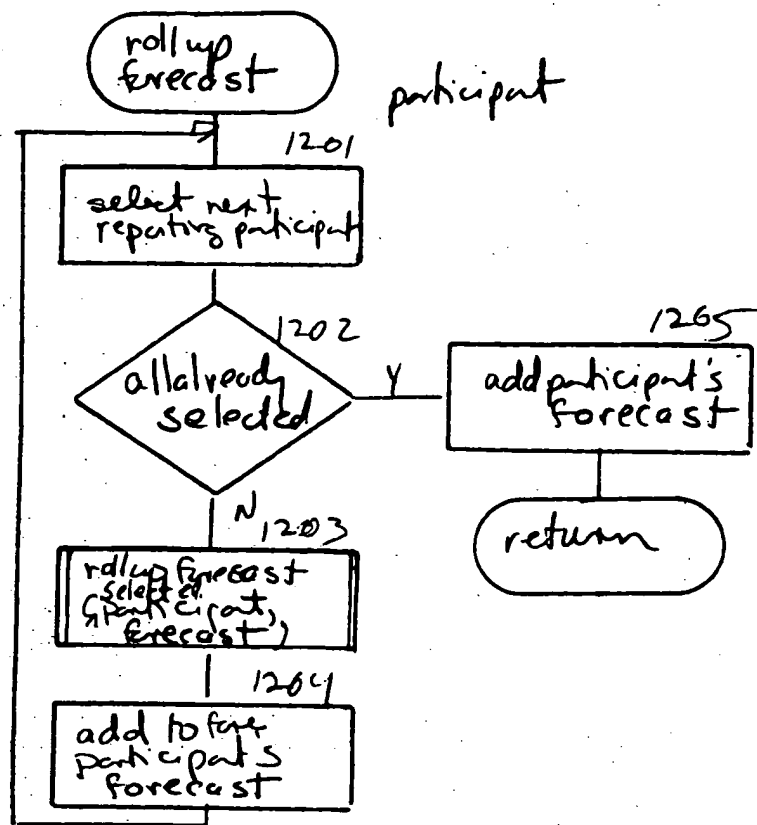 rollup
forecast
participant
1201
select next
reporting participant
1202
all already
selected
Y
1205
add participant's
forecast
return
N
1203
rollup forecast
selected
(participant,
forecast)
1204
add to fore
participant's
forecast